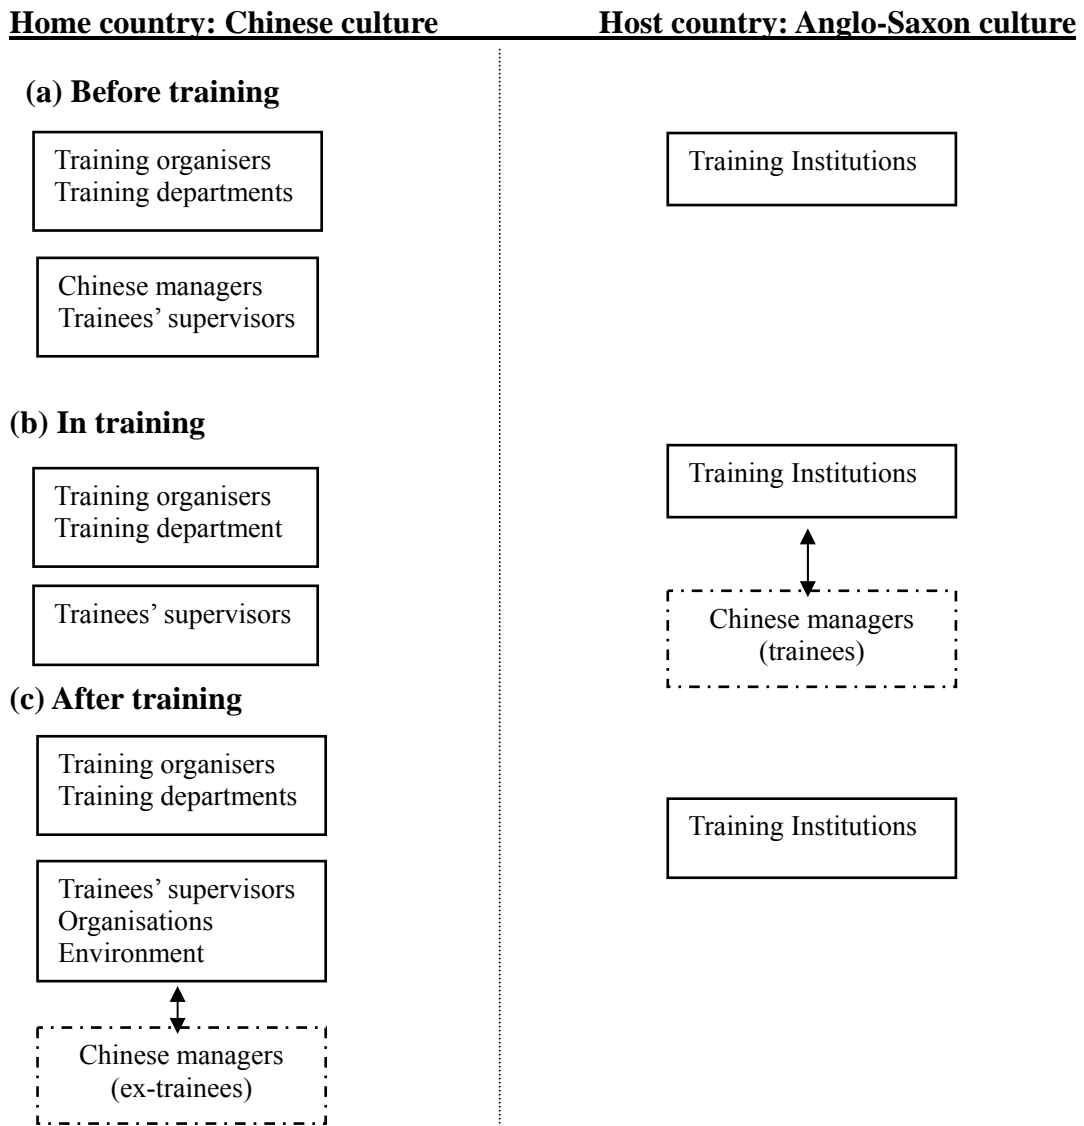 Home country: Chinese culture
Host country: Anglo-Saxon culture
(a) Before training
Training organisers
Training departments
Training Institutions
Chinese managers
Trainees’ supervisors
(b) In training
Training organisers
Training department
Training Institutions
Trainees’ supervisors
Chinese managers
(trainees)
(c) After training
Training organisers
Training departments
Training Institutions
Trainees’ supervisors
Organisations
Environment
Chinese managers
(ex-trainees)